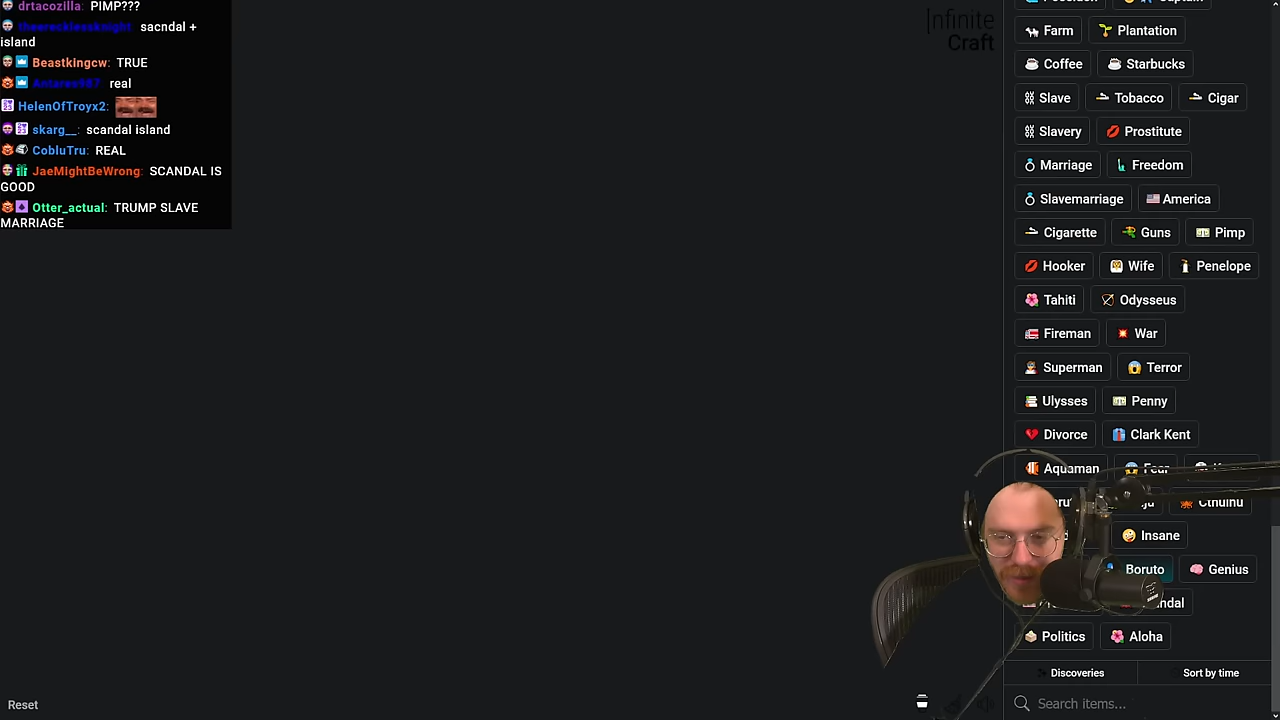 drtacozilla: PIMP???
theerecklessknight sacndal +
island
Beastkingcw: TRUE
Antares987 real
HelenOfTroyx2:
skarg__: scandal island
CobluTru: REAL
JaeMightBeWrong: SCANDAL IS
GOOD
Otter_actual: TRUMP SLAVE
MARRIAGE
Infinite
Craft
Farm Plantation
Coffee Starbucks
Slave Tobacco Cigar
Slavery Prostitute
Marriage Freedom
Slavemarriage America
Cigarette Guns Pimp
Hooker Wife Penelope
Tahiti Odysseus
Fireman War
Superman Terror
Ulysses Penny
Divorce Clark Kent
Aquaman Fear
Cthulhu
Insane
Boruto Genius
Politics Aloha
Discoveries Sort by time
Search items...
Reset